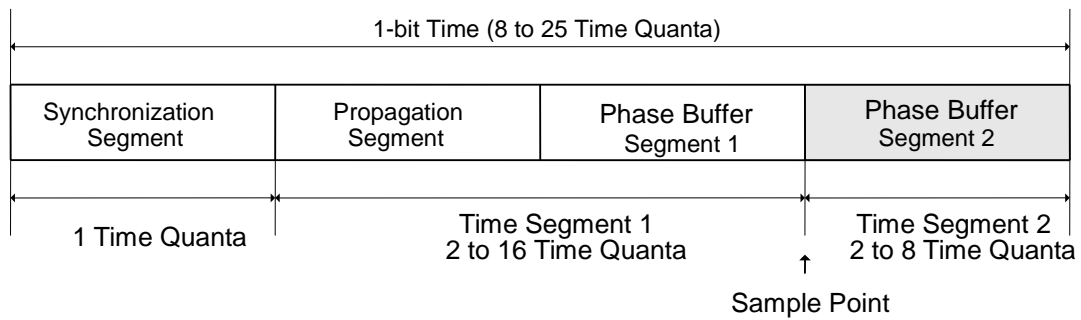 1-bit Time (8 to 25 Time Quanta)
Synchronization
Segment
Propagation
Segment
Phase Buffer
Segment 1
Phase Buffer
Segment 2
1 Time Quanta
Time Segment 1
2 to 16 Time Quanta
Time Segment 2
2 to 8 Time Quanta
Sample Point